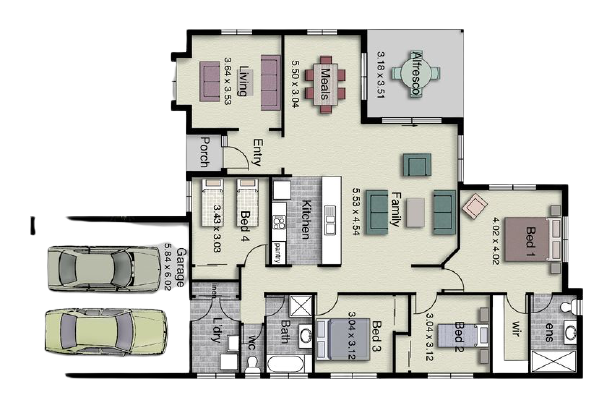 Living
3.64 x 3.53
Meals
5.50 x 3.04
Alfresco
3.18 x 3.51
Porch
Entry
Bed 4
3.43 x 3.03
Kitchen
pantry
Family
5.53 x 4.54
Bed 1
4.02 x 4.02
Garage
5.84 x 6.02
linen
L'dry
wc
Bath
Bed 3
3.04 x 3.12
Bed 2
3.04 x 3.12
wir
ens